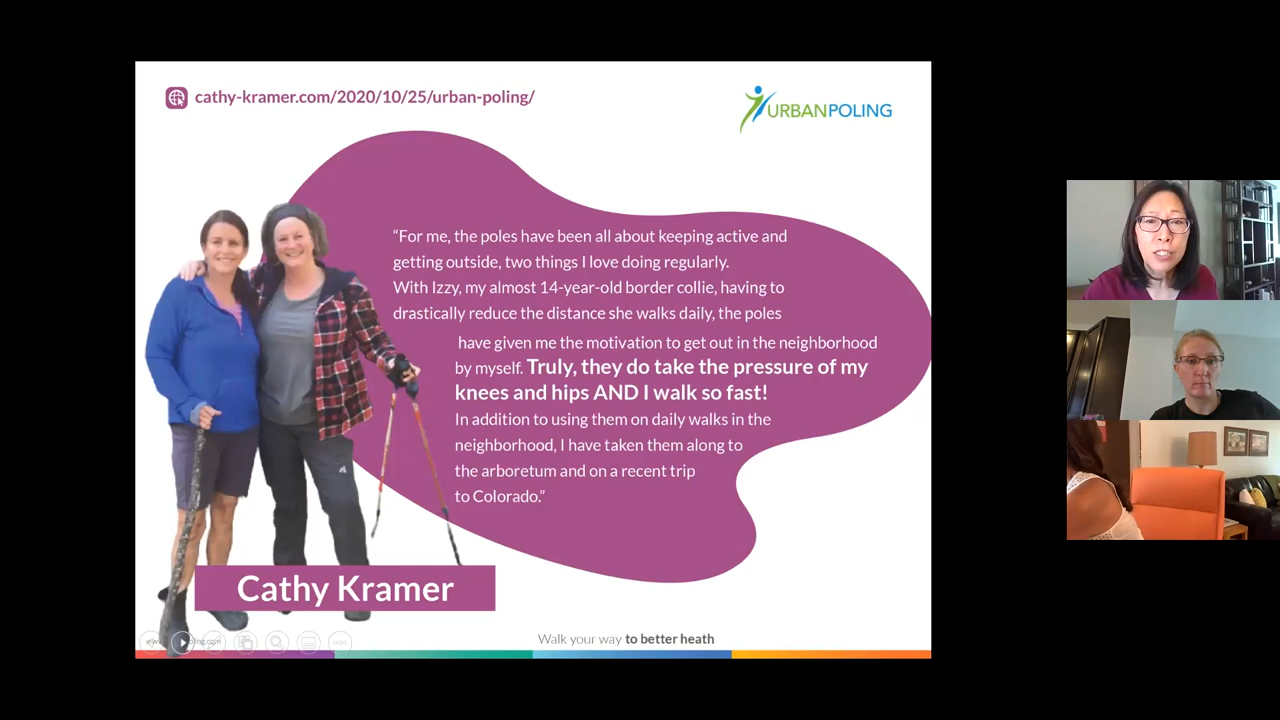 cathy-kramer.com/2020/10/25/urban-poling/
URBANPOLING
“For me, the poles have been all about keeping active and
getting outside, two things I love doing regularly.
With Izzy, my almost 14-year-old border collie, having to
drastically reduce the distance she walks daily, the poles
have given me the motivation to get out in the neighborhood
by myself. Truly, they do take the pressure of my
knees and hips AND I walk so fast!
In addition to using them on daily walks in the
neighborhood, I have taken them along to
the arboretum and on a recent trip
to Colorado.”
Cathy Kramer
Walk your way to better heath